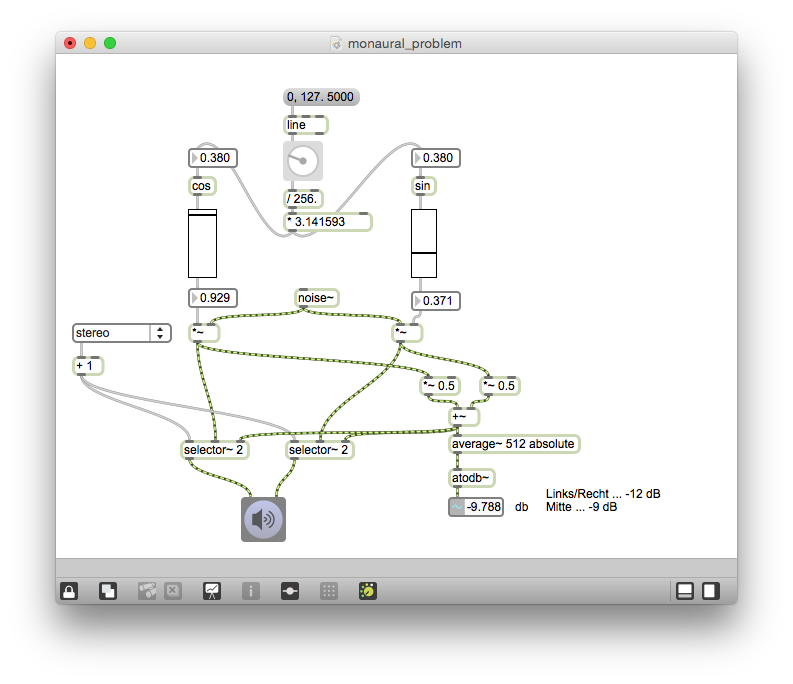 monaural_problem
0, 127. 5000
line
0.380
0.380
cos
sin
/ 256.
* 3.141593
0.929
noise~
0.371
stereo
*~
*~
+ 1
*~ 0.5
*~ 0.5
+~
selector~ 2
selector~ 2
average~ 512 absolute
atodb~
-9.788
db
Links/Recht ... -12 dB
Mitte ... -9 dB